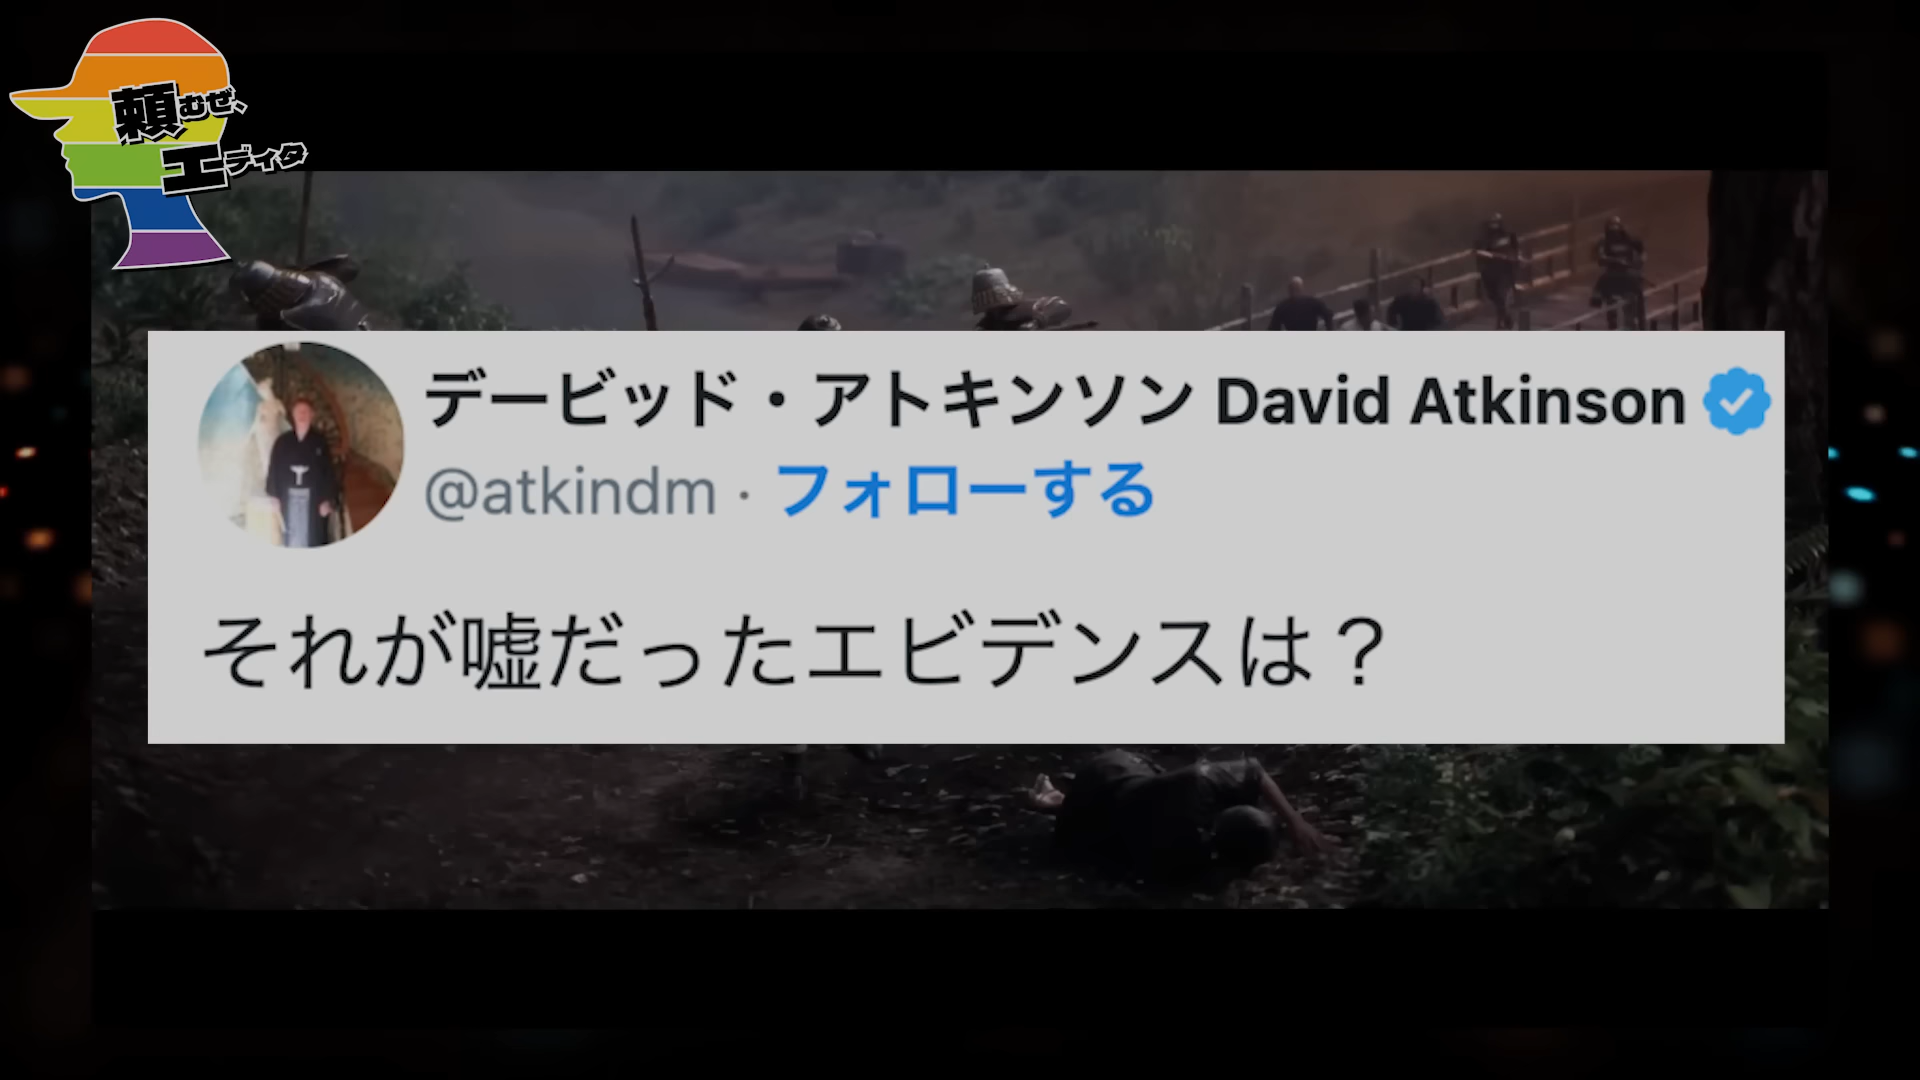 頼むぜ、
エディタ
デービッド・アトキンソン David Atkinson
@atkindm · フォローする
それが嘘だったエビデンスは？